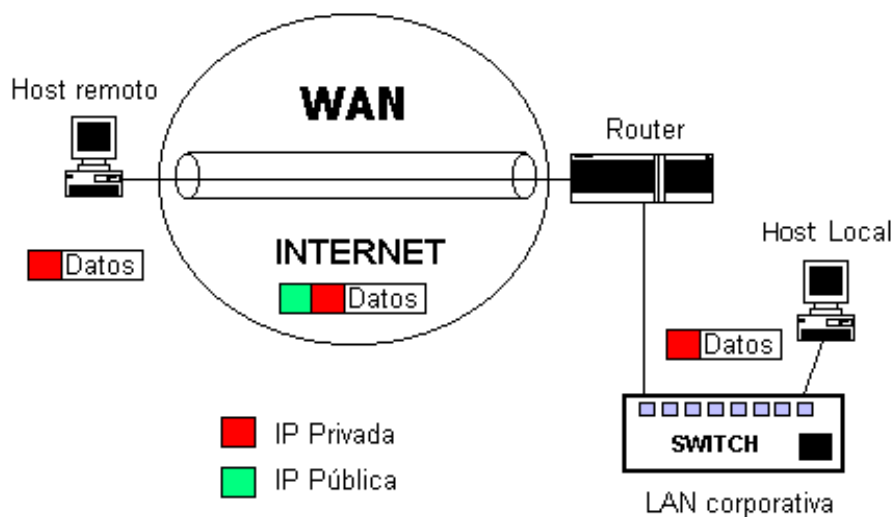 Host remoto
WAN
Router
INTERNET
Host Local
Datos
Datos
Datos
IP Privada
SWITCH
IP Pública
LAN corporativa